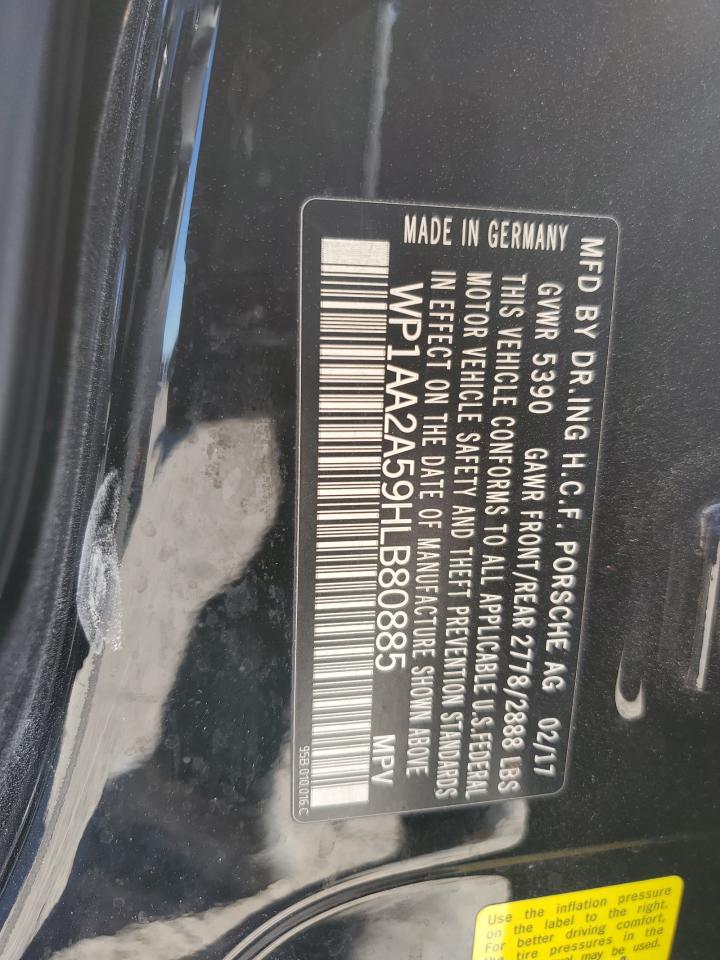 MFD BY DR.ING H.C.F. PORSCHE AG 02/17
GVWR 5390 GAWR FRONT/REAR 2778/2888 LBS
THIS VEHICLE CONFORMS TO ALL APPLICABLE U.S.FEDERAL
MOTOR VEHICLE SAFETY AND THEFT PREVENTION STANDARDS
IN EFFECT ON THE DATE OF MANUFACTURE SHOWN ABOVE
WP1AA2A59HLB80885 MPV
MADE IN GERMANY
95B.010.016.C
Use the inflation pressure
on the label to the right.
For better driving comfort,
the tire pressures in the
may be used.